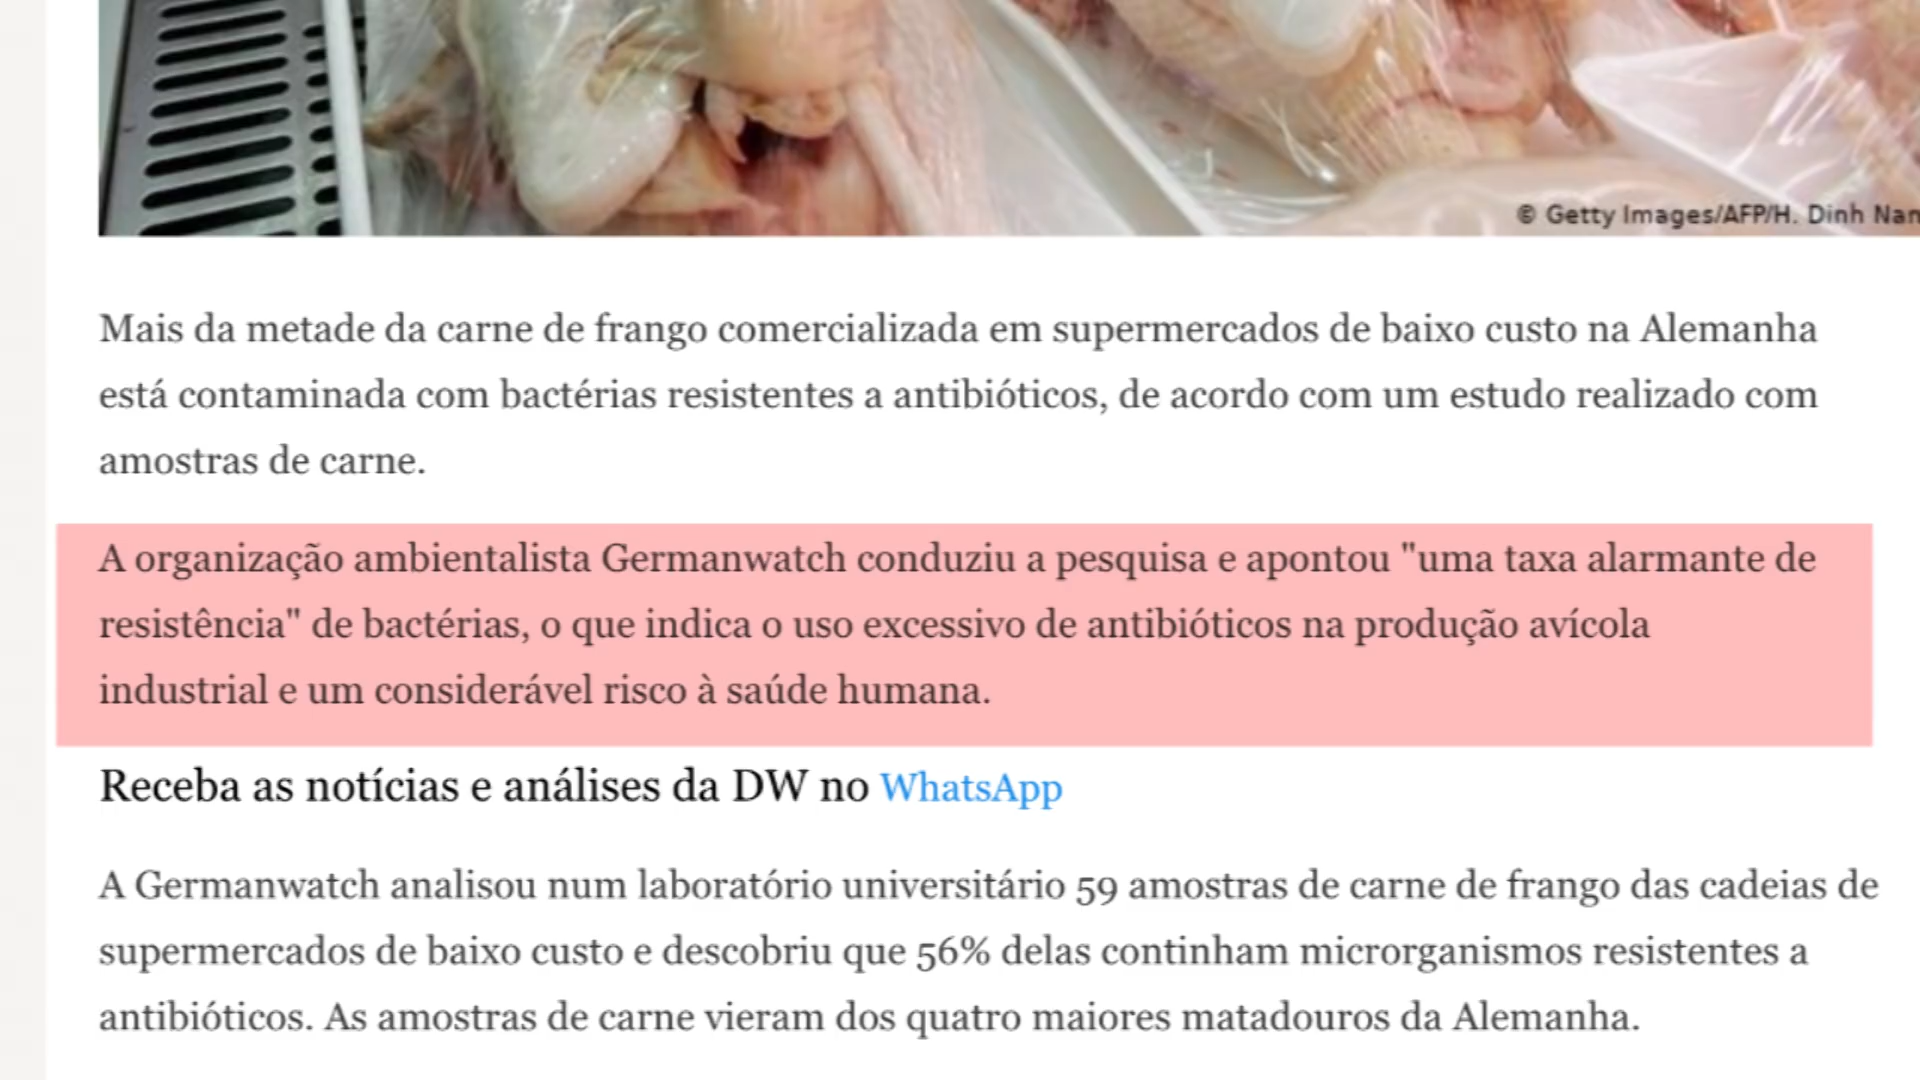 © Getty Images/AFP/H. Dinh Nam
Mais da metade da carne de frango comercializada em supermercados de baixo custo na Alemanha
está contaminada com bactérias resistentes a antibióticos, de acordo com um estudo realizado com
amostras de carne.
A organização ambientalista Germanwatch conduziu a pesquisa e apontou "uma taxa alarmante de
resistência" de bactérias, o que indica o uso excessivo de antibióticos na produção avícola
industrial e um considerável risco à saúde humana.
Receba as notícias e análises da DW no WhatsApp
A Germanwatch analisou num laboratório universitário 59 amostras de carne de frango das cadeias de
supermercados de baixo custo e descobriu que 56% delas continham microrganismos resistentes a
antibióticos. As amostras de carne vieram dos quatro maiores matadouros da Alemanha.